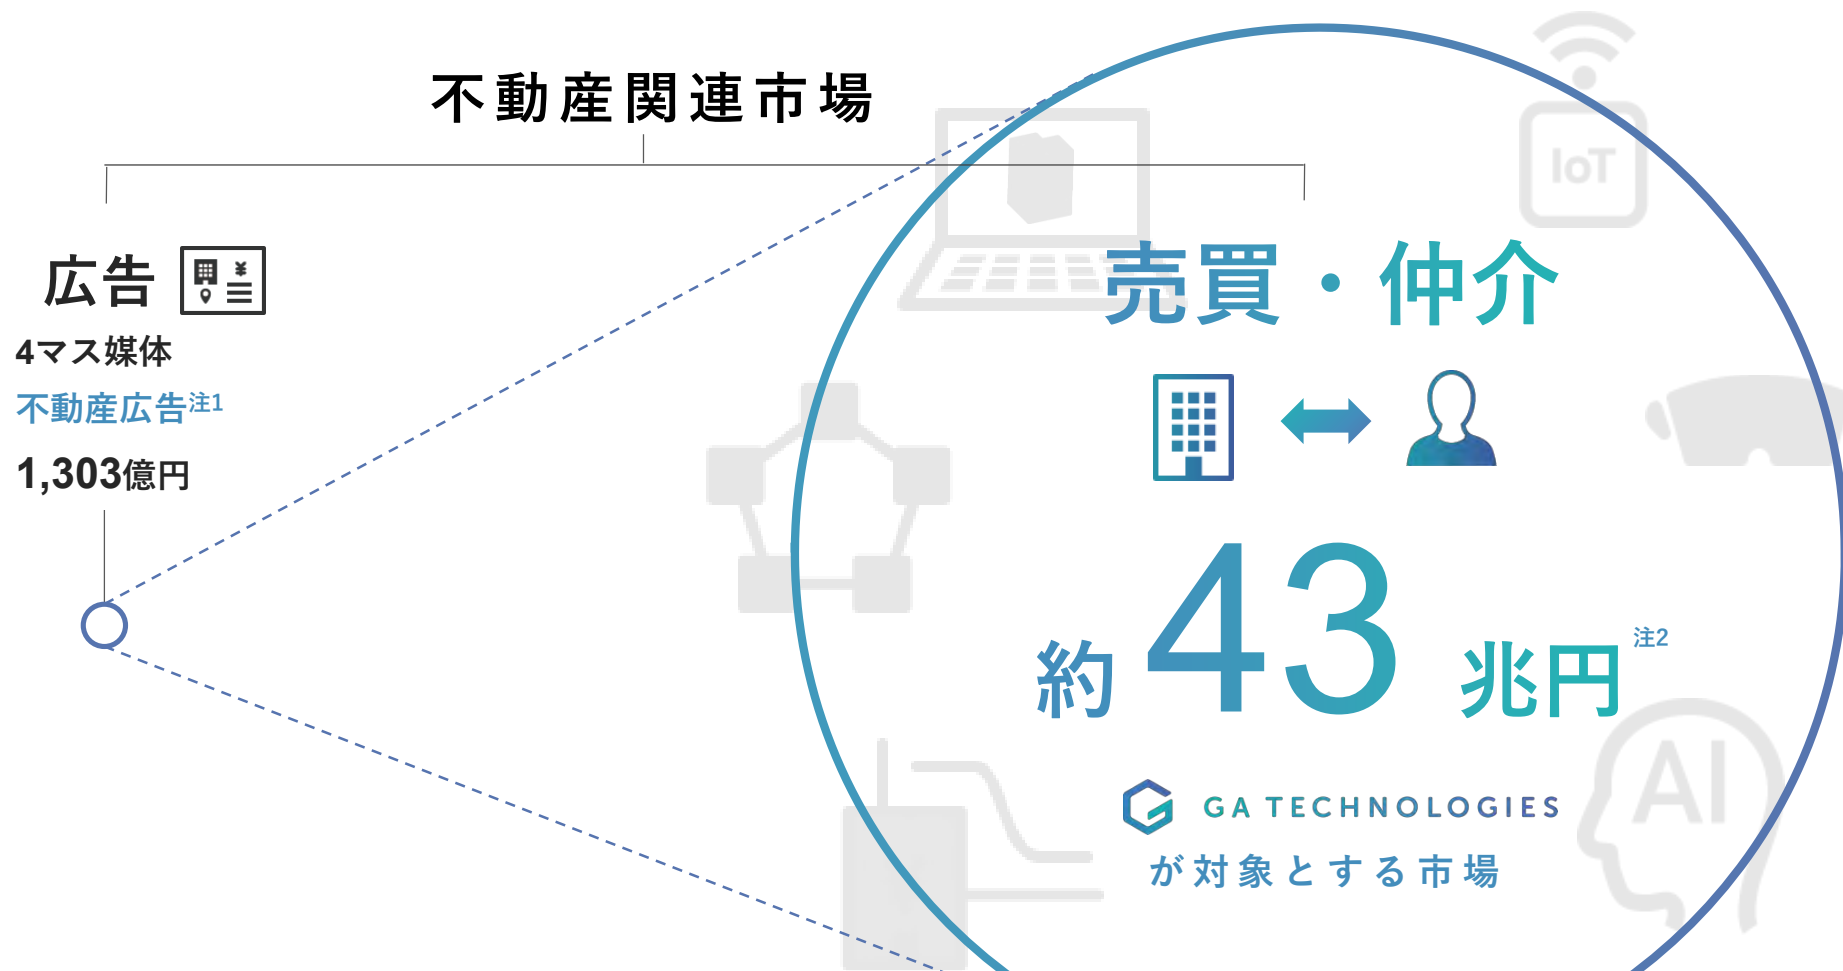 不動産関連市場
広告
¥
4マス媒体
不動産広告注1
1,303億円
IoT
売買・仲介
約43兆円注2
AI
GA TECHNOLOGIES
が対象とする市場